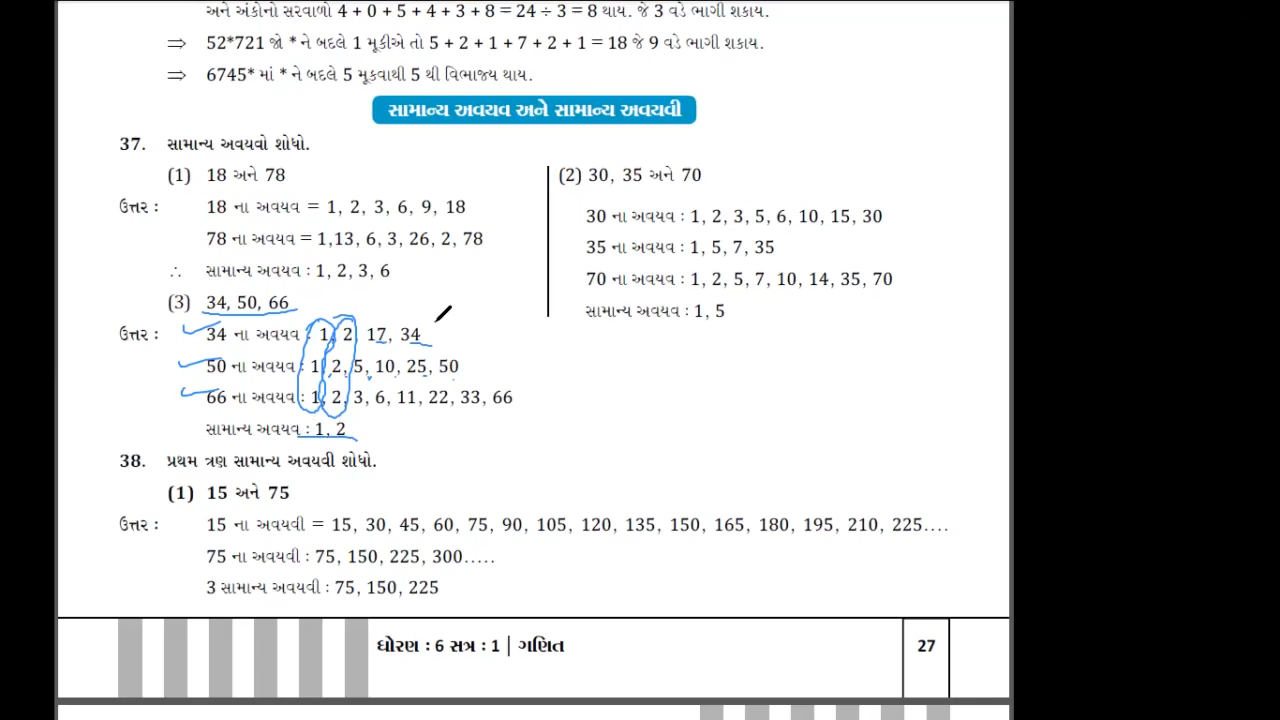 અને અંકોનો સરવાળો 4 + 0 + 5 + 4 + 3 + 8 = 24 ÷ 3 = 8 થાય. જે 3 વડે ભાગી શકાય.
⇒ 52*721 જો * ને બદલે 1 મૂકીએ તો 5 + 2 + 1 + 7 + 2 + 1 = 18 જે 9 વડે ભાગી શકાય.
⇒ 6745* માં * ને બદલે 5 મૂકવાથી 5 થી વિભાજ્ય થાય.
સામાન્ય અવયવ અને સામાન્ય અવયવી
37. સામાન્ય અવયવો શોધો.
(1) 18 અને 78
ઉત્તર : 18 ના અવયવ = 1, 2, 3, 6, 9, 18
78 ના અવયવ = 1,13, 6, 3, 26, 2, 78
∴ સામાન્ય અવયવ : 1, 2, 3, 6
(2) 30, 35 અને 70
30 ના અવયવ : 1, 2, 3, 5, 6, 10, 15, 30
35 ના અવયવ : 1, 5, 7, 35
70 ના અવયવ : 1, 2, 5, 7, 10, 14, 35, 70
સામાન્ય અવયવ : 1, 5
(3) 34, 50, 66
ઉત્તર : 34 ના અવયવ : 1, 2, 17, 34
50 ના અવયવ : 1, 2, 5, 10, 25, 50
66 ના અવયવ : 1, 2, 3, 6, 11, 22, 33, 66
સામાન્ય અવયવ : 1, 2
38. પ્રથમ ત્રણ સામાન્ય અવયવી શોધો.
(1) 15 અને 75
ઉત્તર : 15 ના અવયવી = 15, 30, 45, 60, 75, 90, 105, 120, 135, 150, 165, 180, 195, 210, 225....
75 ના અવયવી : 75, 150, 225, 300.....
3 સામાન્ય અવયવી : 75, 150, 225
ધોરણ : 6 સત્ર : 1 | ગણિત
27